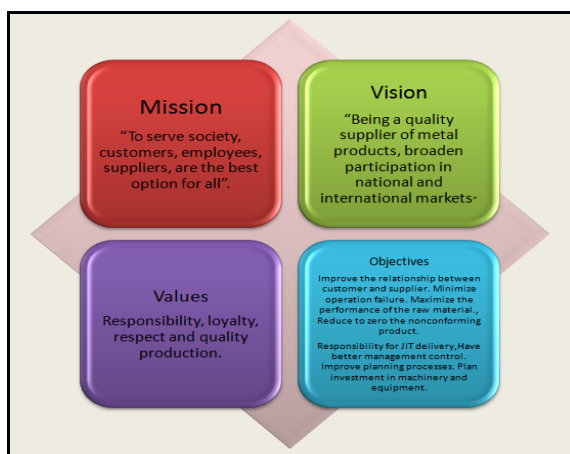 Mission
“To serve society,
customers, employees,
suppliers, are the best
option for all”.
Vision
“Being a quality
supplier of metal
products, broaden
participation in
national and
international markets”
Values
Responsibility, loyalty,
respect and quality
production.
Objectives
Improve the relationship between
customer and supplier. Minimize
operation failure. Maximize the
performance of the raw material.,
Reduce to zero the nonconforming
product.
Responsibility for JIT delivery,Have
better management control.
Improve planning processes. Plan
investment in machinery and
equipment.